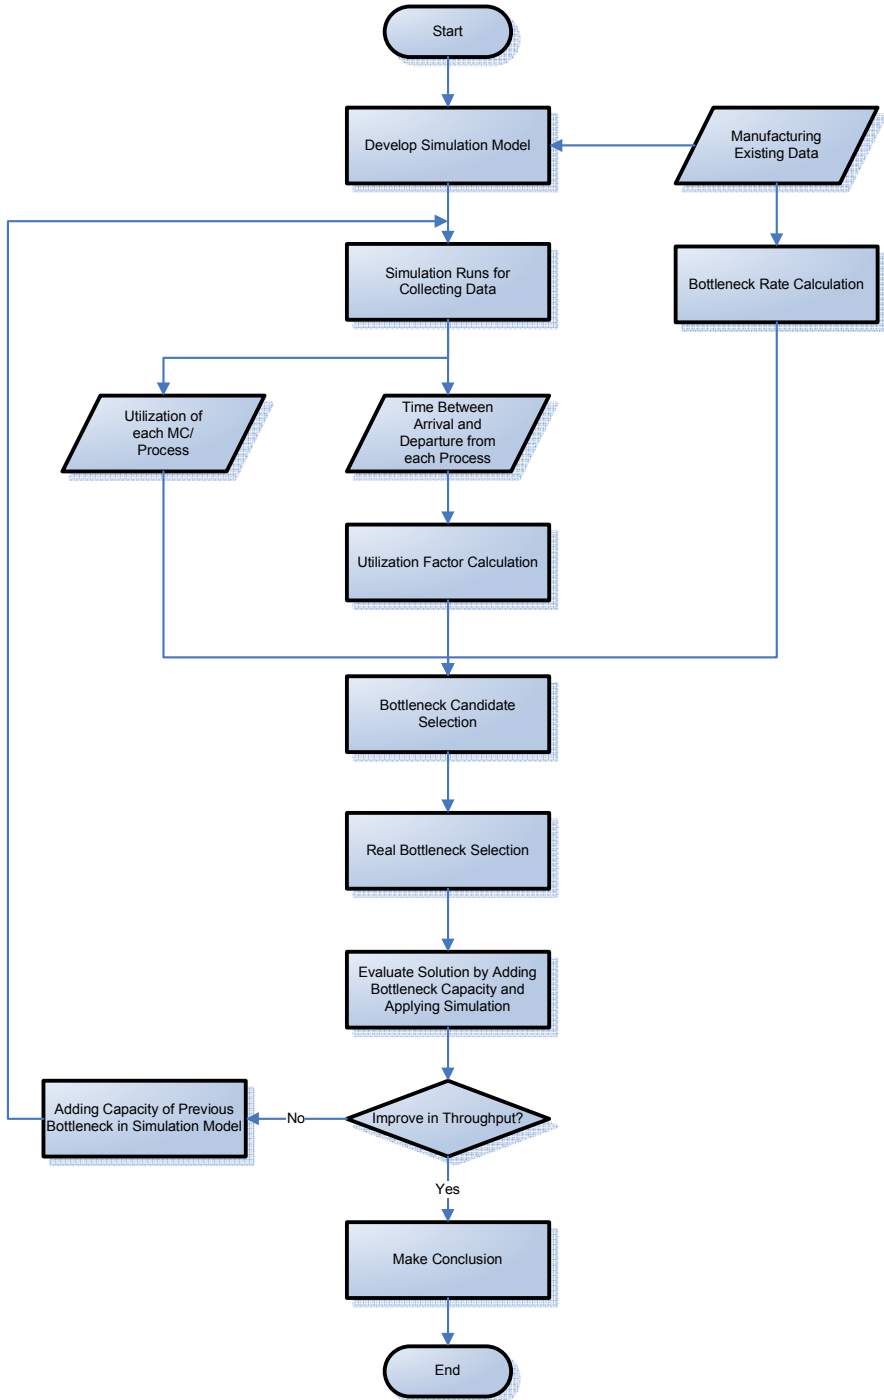 Start
Develop Simulation Model
Manufacturing
Existing Data
Simulation Runs for
Collecting Data
Bottleneck Rate Calculation
Utilization of
each MC/
Process
Time Between
Arrival and
Departure from
each Process
Utilization Factor Calculation
Bottleneck Candidate
Selection
Real Bottleneck Selection
Evaluate Solution by Adding
Bottleneck Capacity and
Applying Simulation
Adding Capacity of Previous
Bottleneck in Simulation Model
No
Improve in Throughput?
Yes
Make Conclusion
End